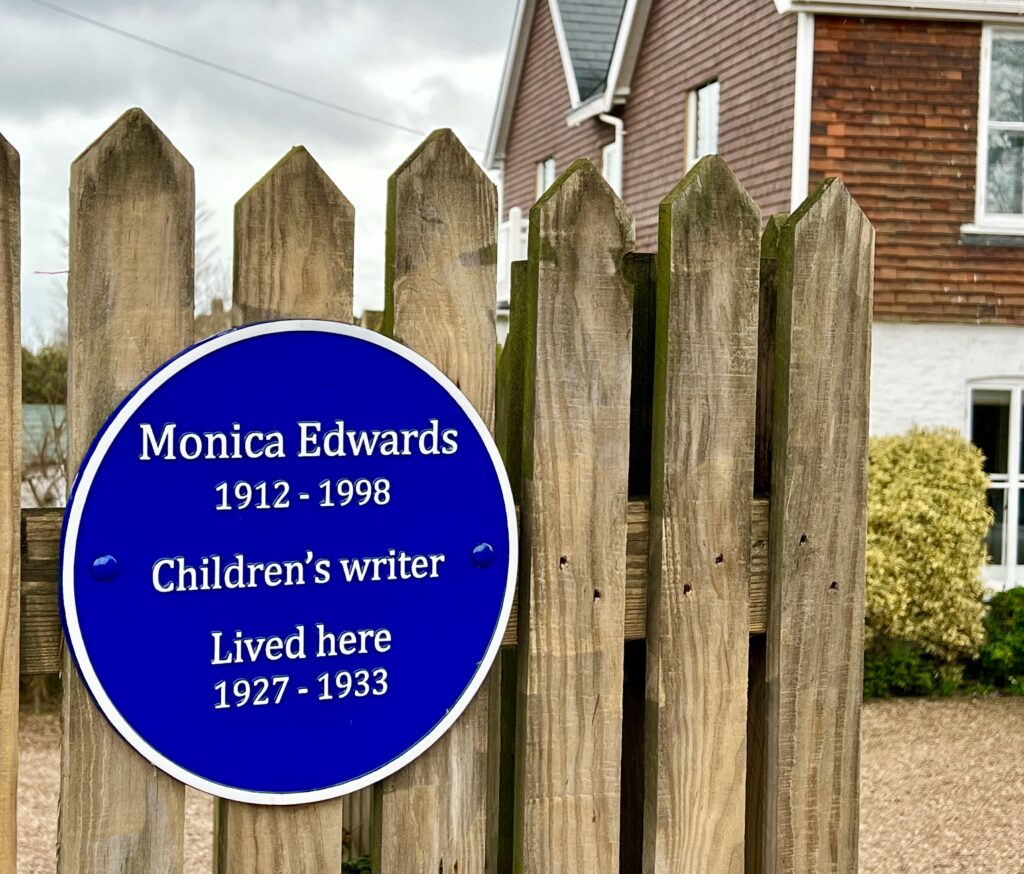 Monica Edwards
1912 - 1998
Children's writer
Lived here
1927 - 1933